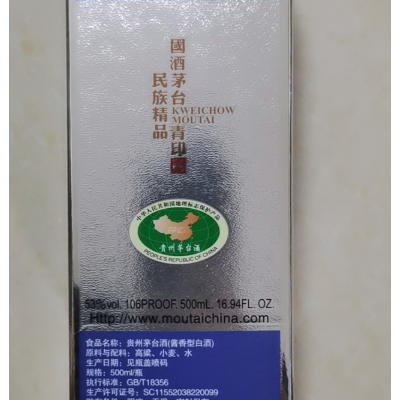 國酒茅台
KWEICHOW
MOUTAI
青印
民族精品
中华人民共和国地理标志保护产品
贵州茅台酒
PEOPLE'S REPUBLIC OF CHINA
53%vol. 106PROOF. 500mL. 16.94FL. OZ.
Http://www.moutaichina.com
食品名称：贵州茅台酒(酱香型白酒)
原料与配料：高粱、小麦、水
生产日期：见瓶盖喷码
规格：500ml/瓶
执行标准：GB/T18356
生产许可证号：SC11552038220099